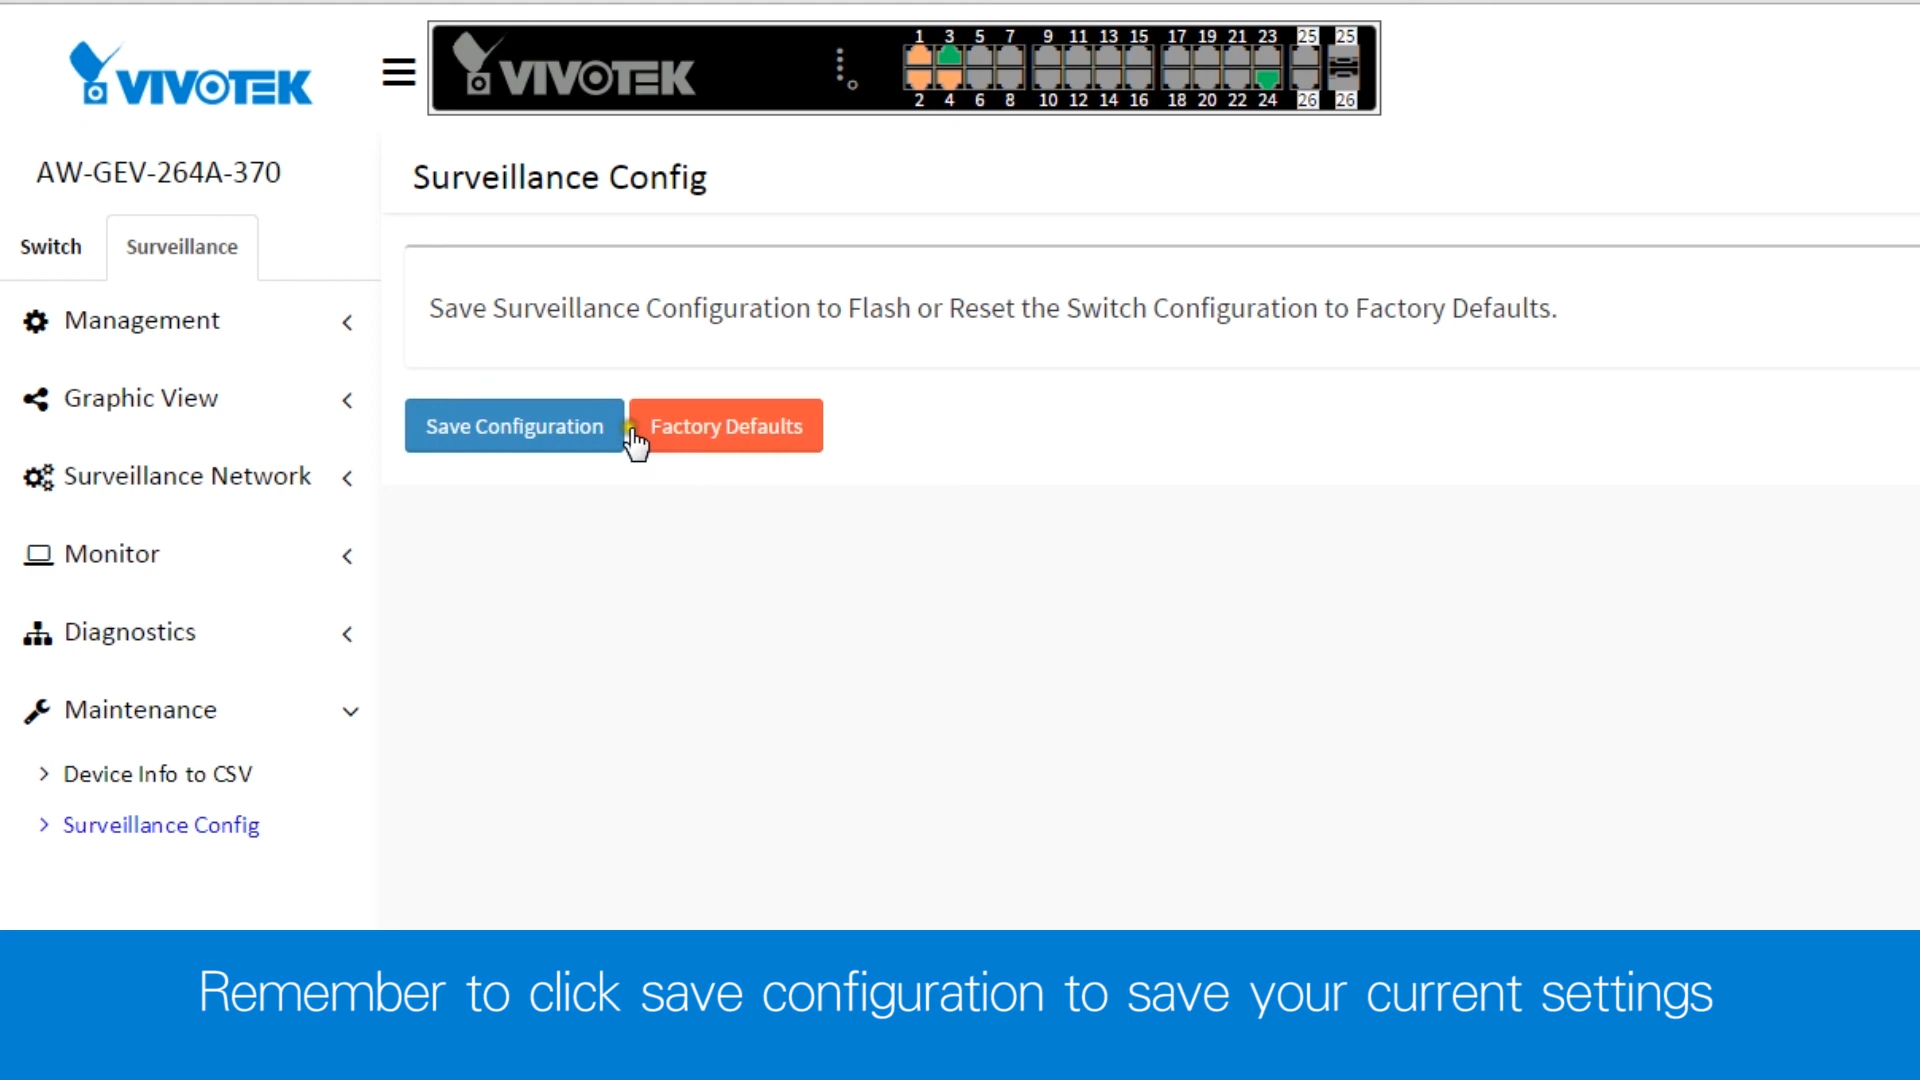 VIVOTEK
VIVOTEK
1 3 5 7 9 11 13 15 17 19 21 23 25 25
2 4 6 8 10 12 14 16 18 20 22 24 26 26
AW-GEV-264A-370
Surveillance Config
Switch
Surveillance
Management
Save Surveillance Configuration to Flash or Reset the Switch Configuration to Factory Defaults.
Graphic View
Save Configuration
Factory Defaults
Surveillance Network
Monitor
Diagnostics
Maintenance
Device Info to CSV
Surveillance Config
Remember to click save configuration to save your current settings